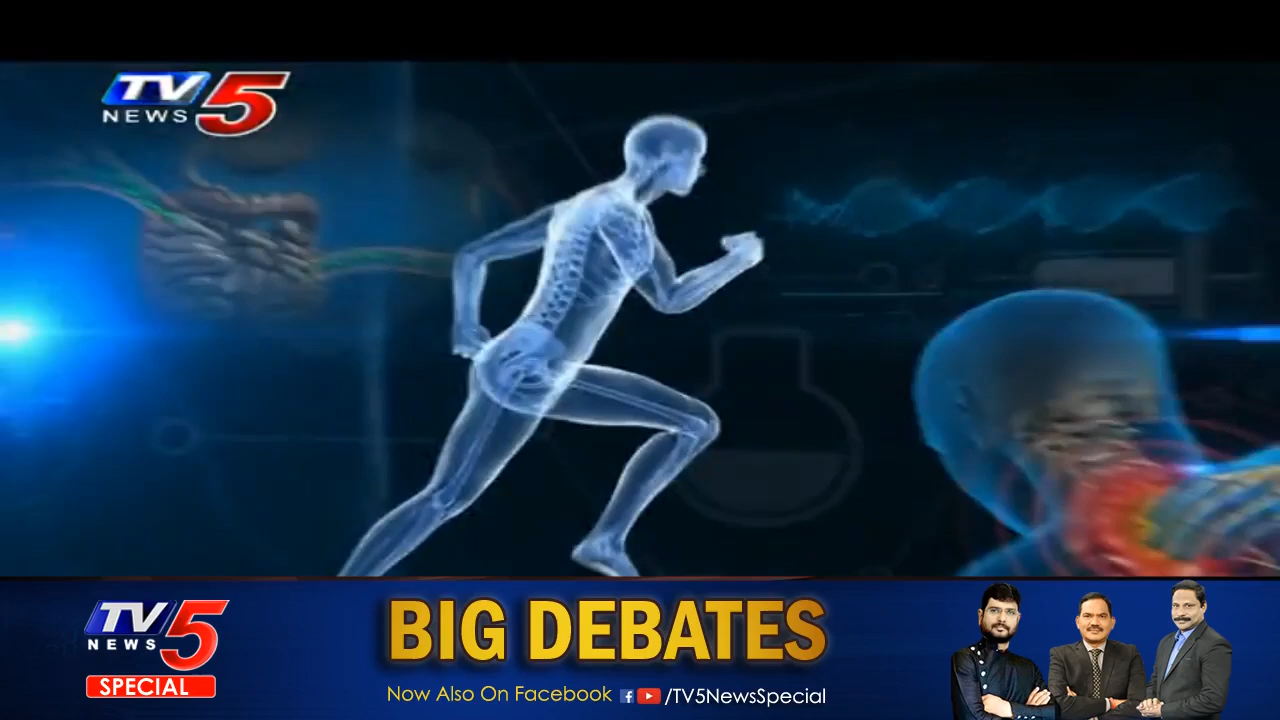 TV5
NEWS
TV5
NEWS
SPECIAL
BIG DEBATES
Now Also On Facebook /TV5NewsSpecial